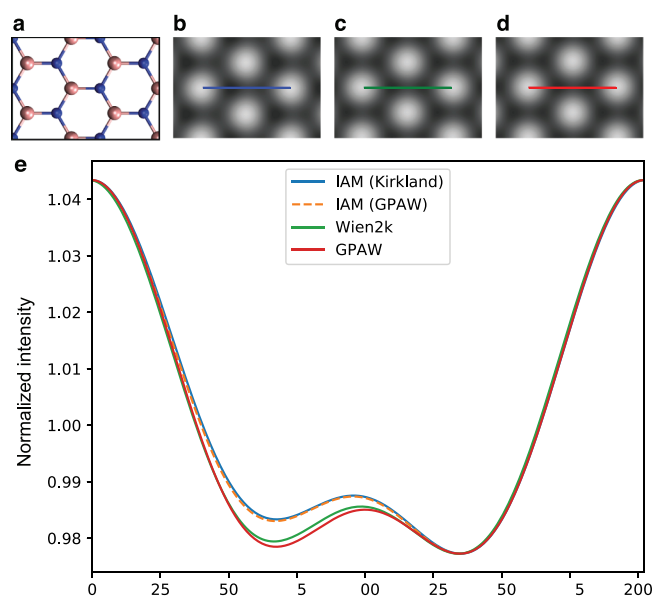 a
b
c
d
e
IAM (Kirkland)
IAM (GPAW)
Wien2k
GPAW
Normalized intensity
1.04
1.03
1.02
1.01
1.00
0.99
0.98
0 25 50 5 00 25 50 5 200